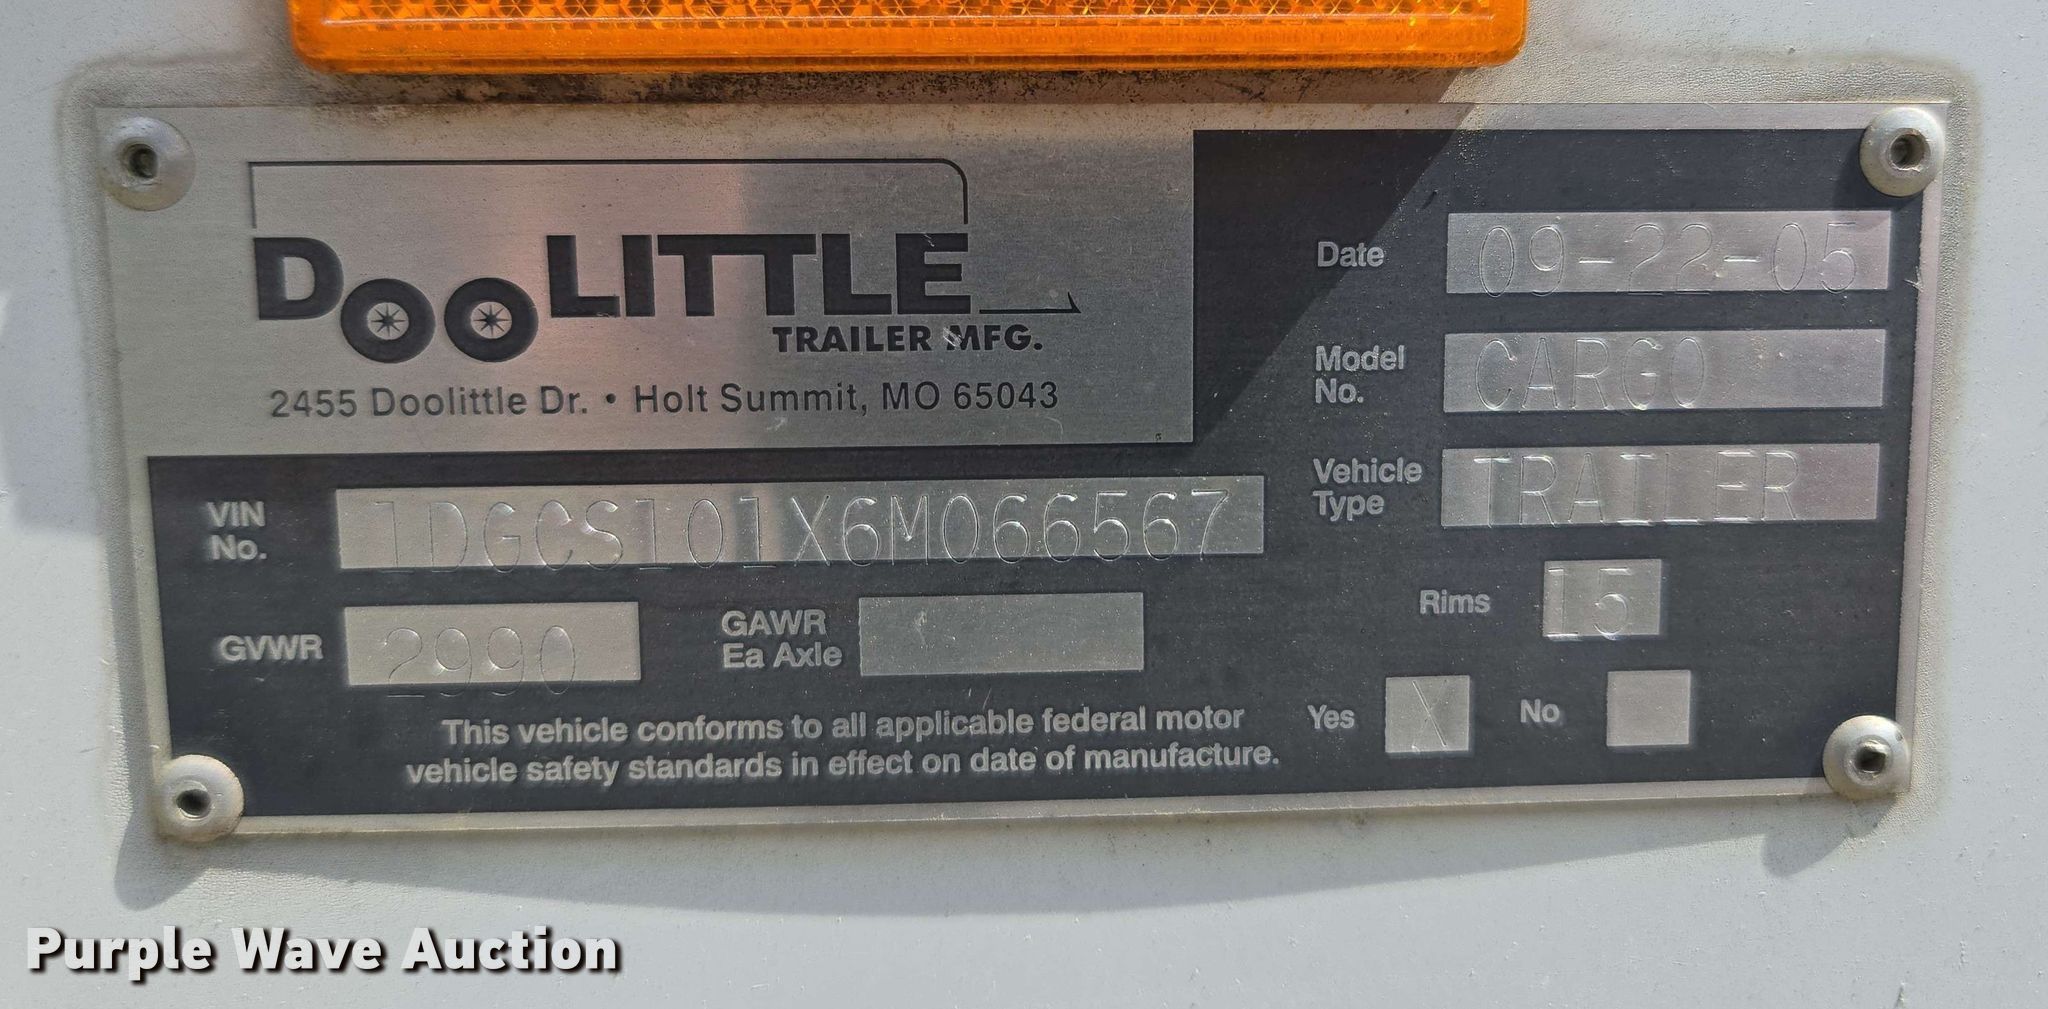 DOOLITTLE
TRAILER MFG.
2455 Doolittle Dr. • Holt Summit, MO 65043
Date 09-22-05
Model No. CARGO
Vehicle Type TRAILER
VIN No. 1DGCS101X6M066567
Rims 15
GVWR 2990
GAWR Ea Axle
This vehicle conforms to all applicable federal motor
vehicle safety standards in effect on date of manufacture.
Yes X No
Purple Wave Auction